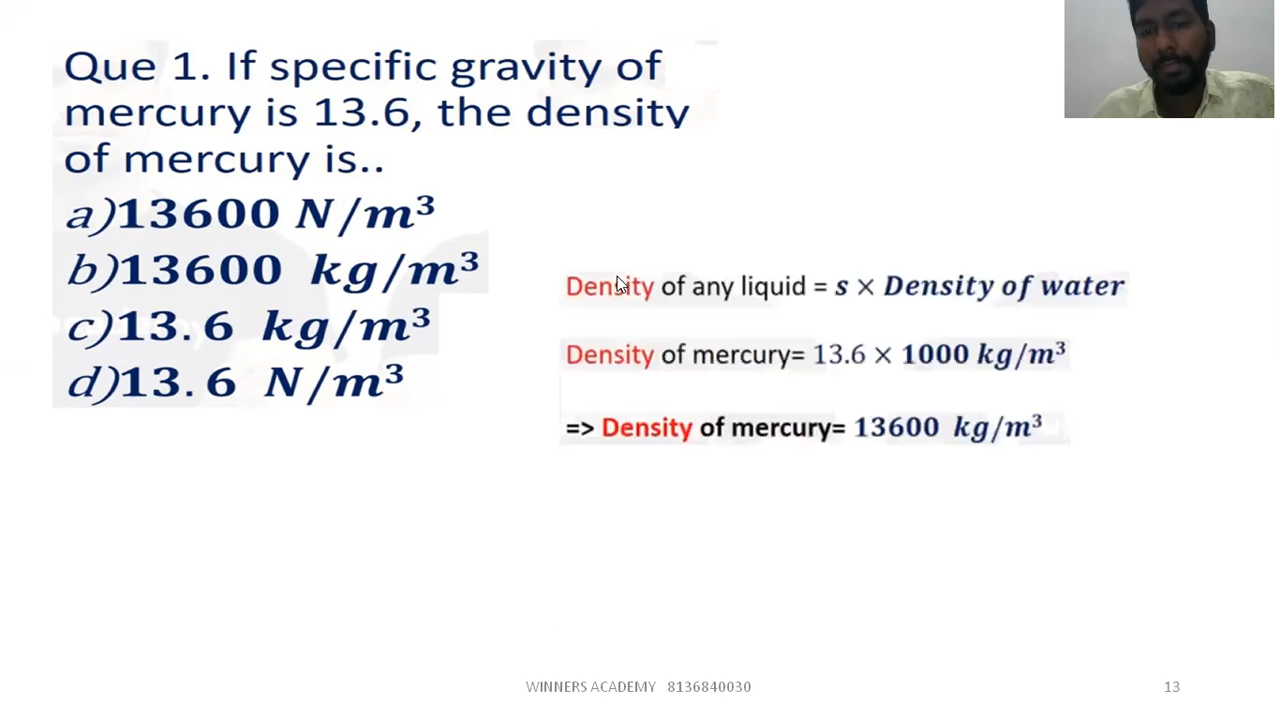 Que 1. If specific gravity of
mercury is 13.6, the density
of mercury is..
a)13600 N/m³
b)13600 kg/m³
c)13.6 kg/m³
d)13.6 N/m³
Density of any liquid = s × Density of water
Density of mercury= 13.6 × 1000 kg/m³
=> Density of mercury= 13600 kg/m³
WINNERS ACADEMY 8136840030
13